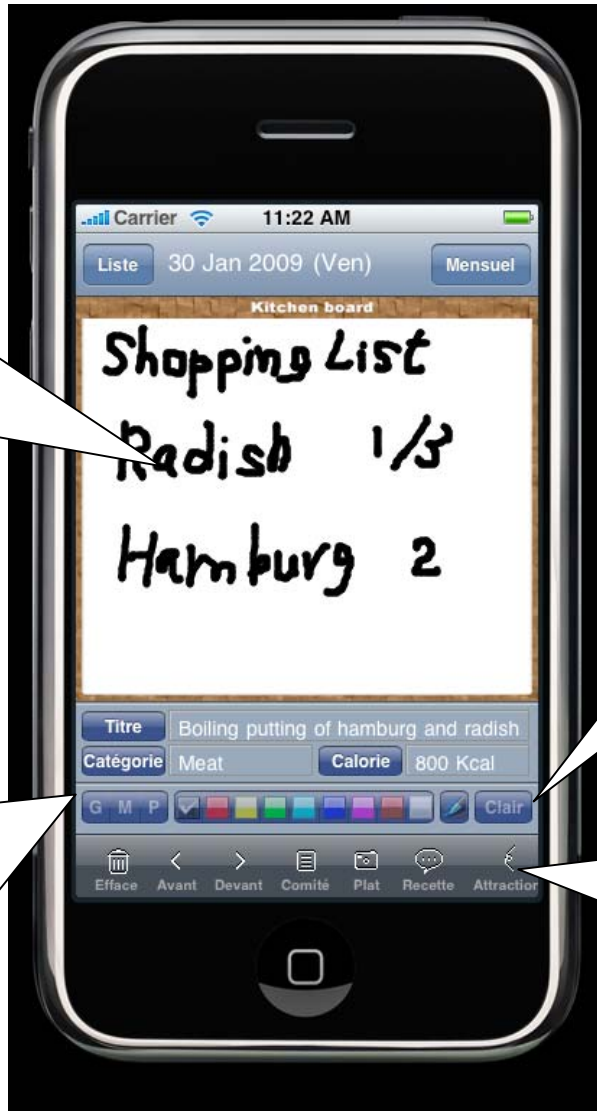 Carrier 11:22 AM
Liste 30 Jan 2009 (Ven) Mensuel
Kitchen board
Shopping List
Radish 1/3
Hamburg 2
Titre Boiling putting of hamburg and radish
Catégorie Meat Calorie 800 Kcal
G M P Clair
Efface Avant Devant Comité Plat Recette Attraction